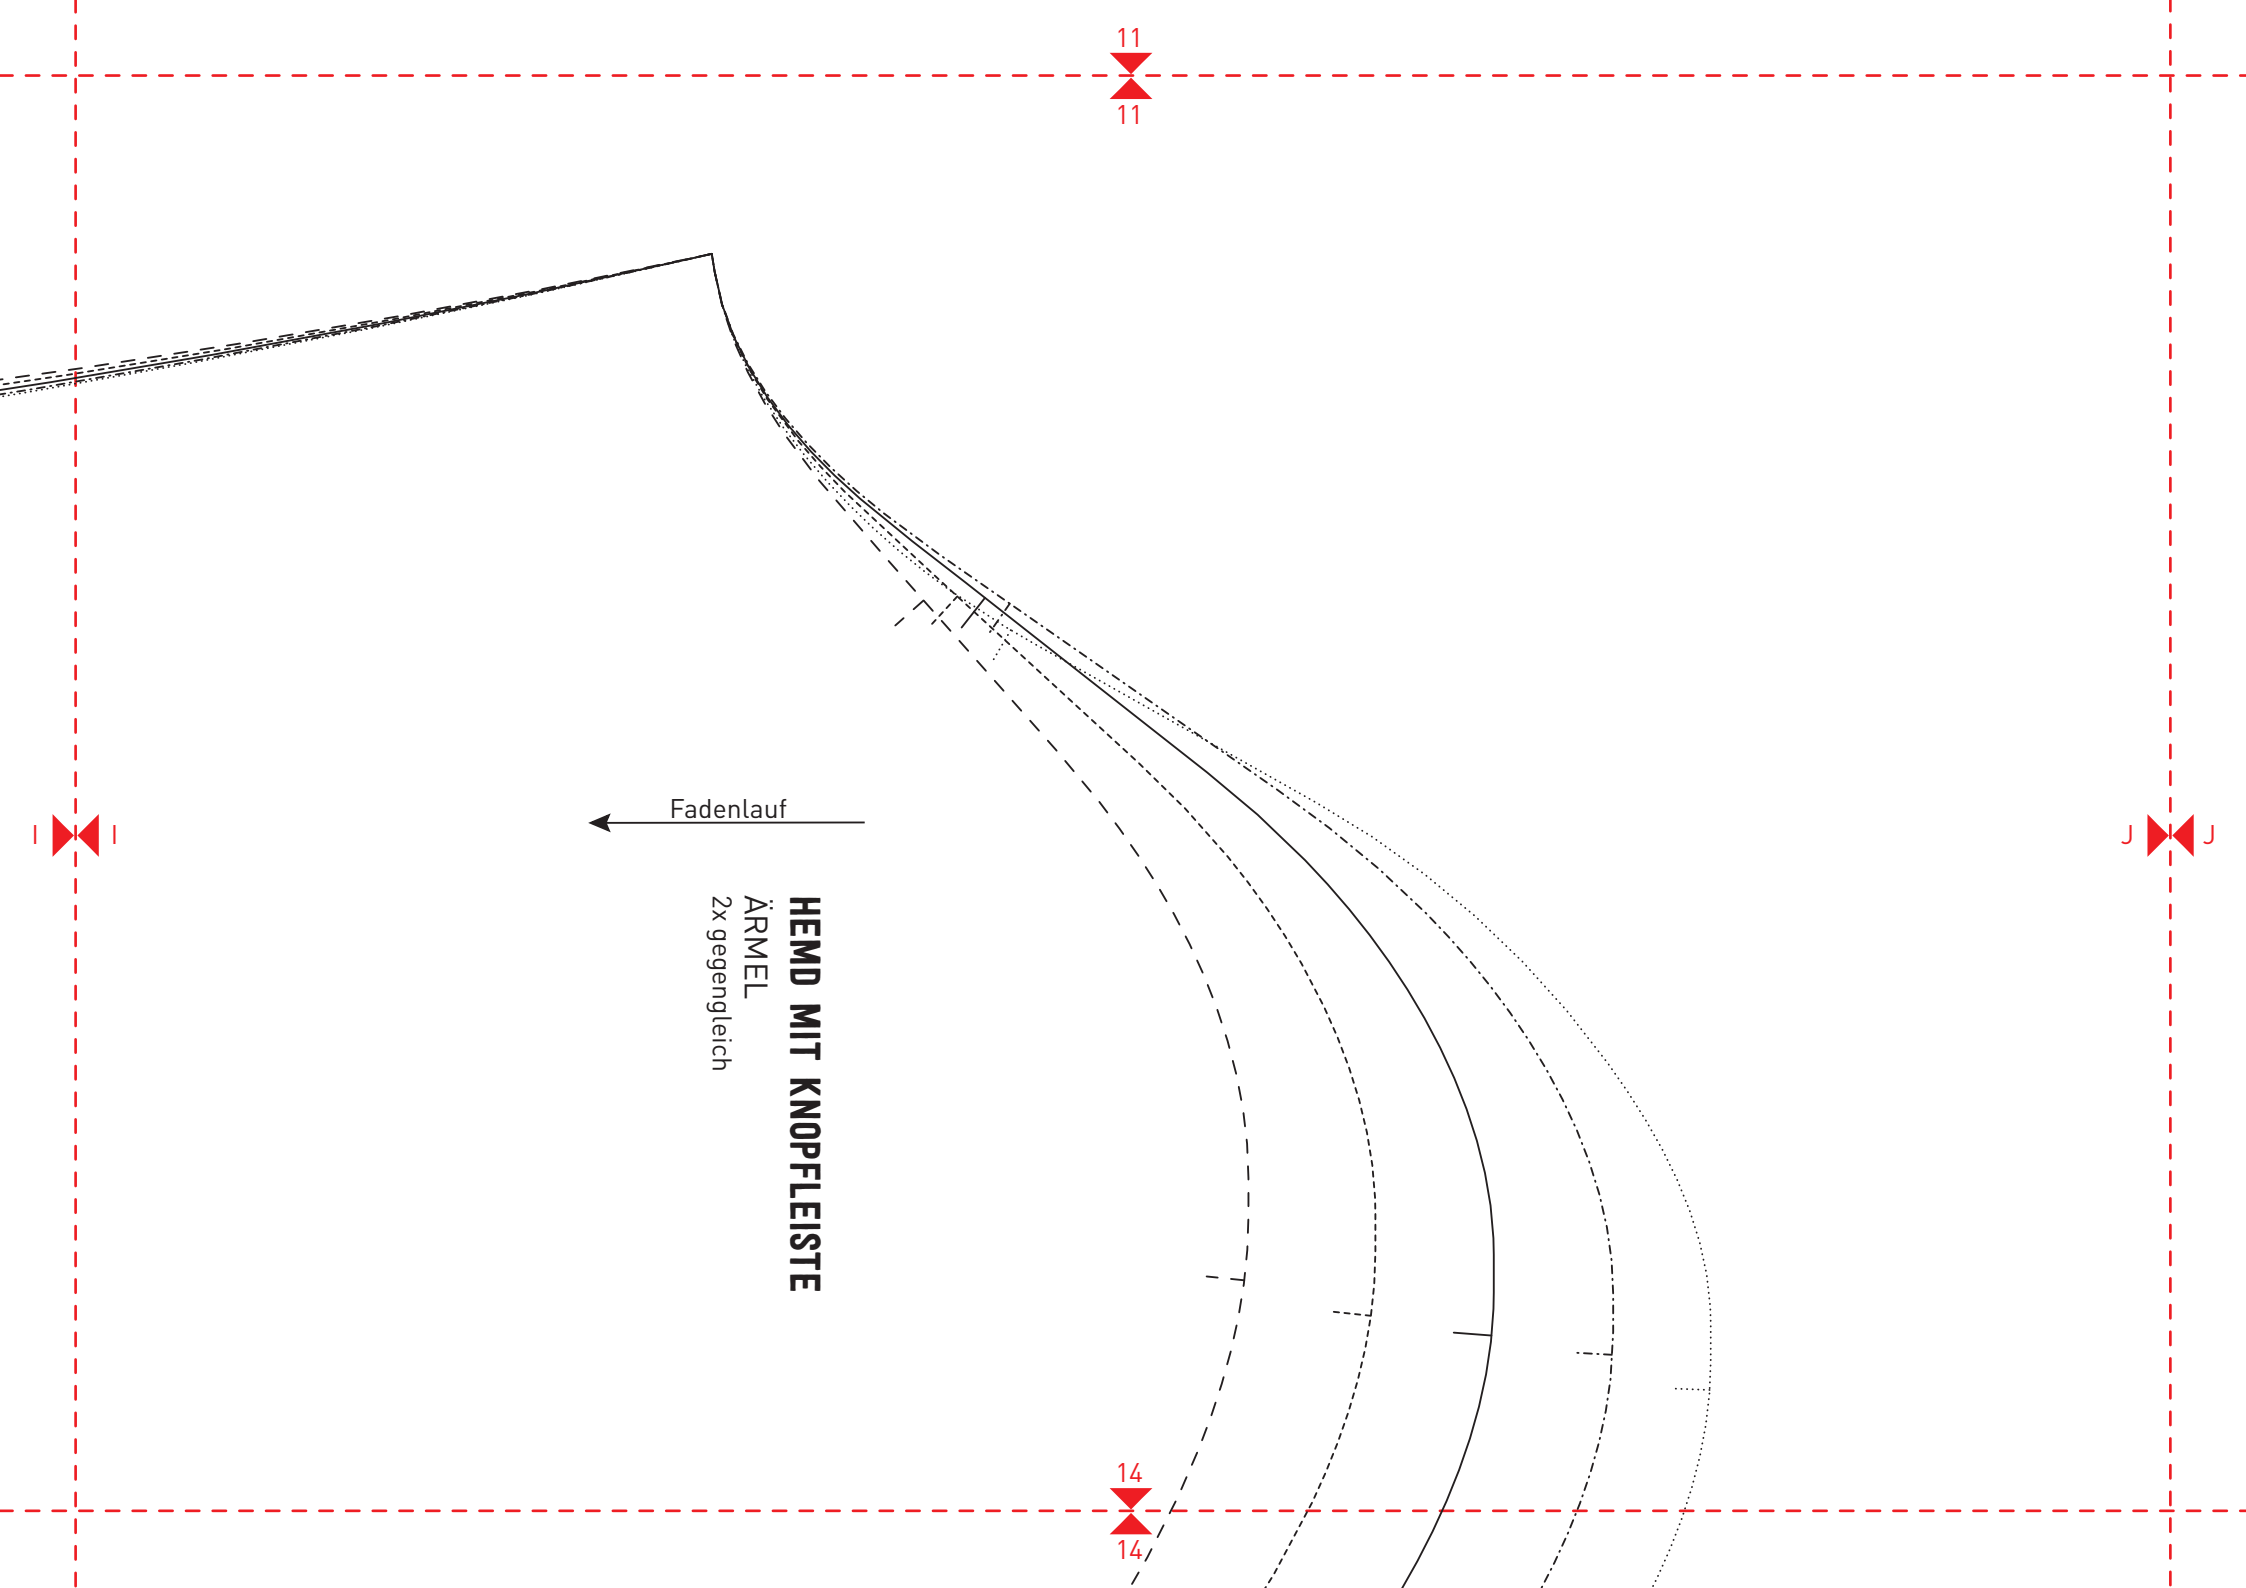 11
11
Fadenlauf
I I
J J
HEMD MIT KNOPFLEISTE
ÄRMEL
2x gegengleich
14
14